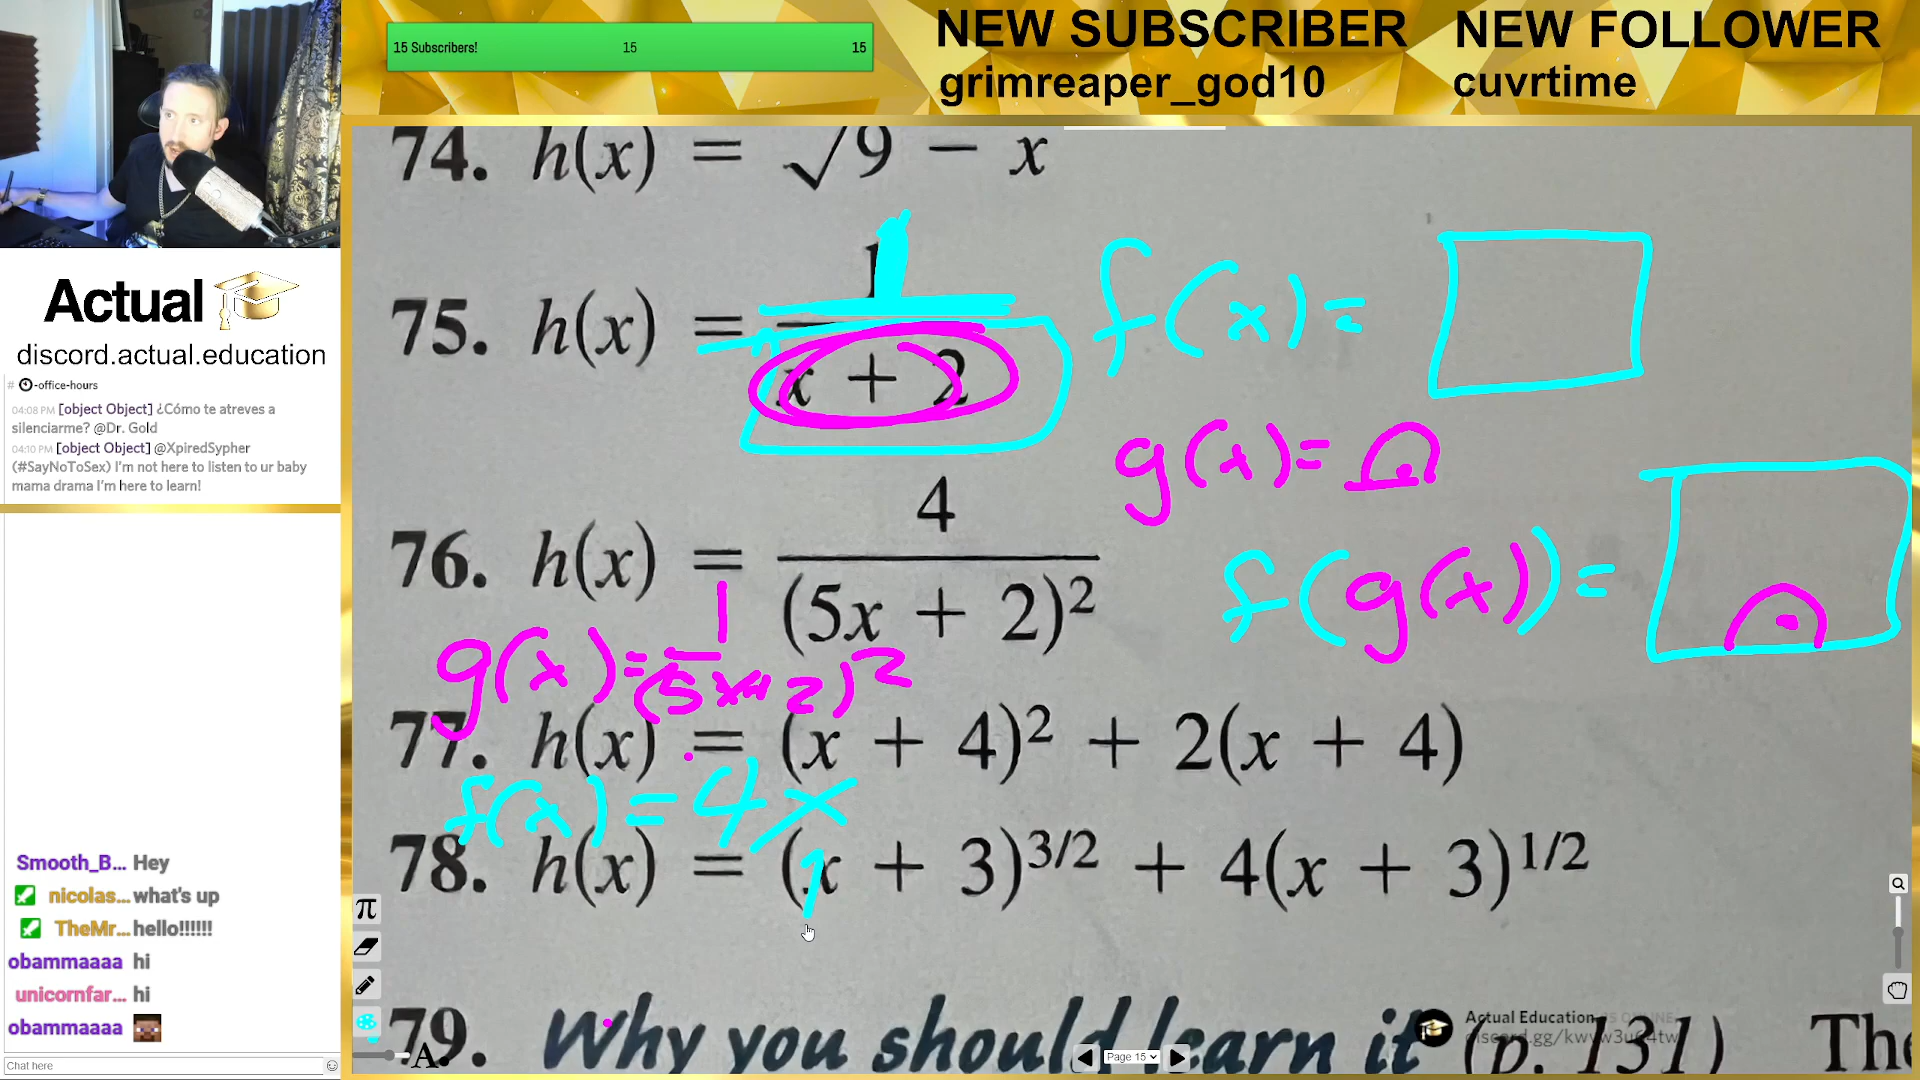 15 Subscribers! 15 15
NEW SUBSCRIBER
grimreaper_god10
NEW FOLLOWER
cuvrtime
Actual
discord.actual.education
# -office-hours
04:08 PM [object Object] ¿Cómo te atreves a
silenciarme? @Dr. Gold
04:10 PM [object Object] @XpiredSypher
(#SayNoToSex) I'm not here to listen to ur baby
mama drama I'm here to learn!
Smooth_B... Hey
nicolas... what's up
TheMr... hello!!!!!!
obammaaaa hi
unicornfar... hi
obammaaaa
Chat here
74. h(x) = √9 − x
75. h(x) = 1/x + 2
f(x) =
g(x) =
f(g(x)) =
76. h(x) = 4/(5x + 2)²
g(x) = 1/(5x+2)²
77. h(x) = (x + 4)² + 2(x + 4)
f(x) = 4x
78. h(x) = (x + 3)^3/2 + 4(x + 3)^1/2
79. Why you should learn it (p. 131) The
π
A
Page 15
Actual Education